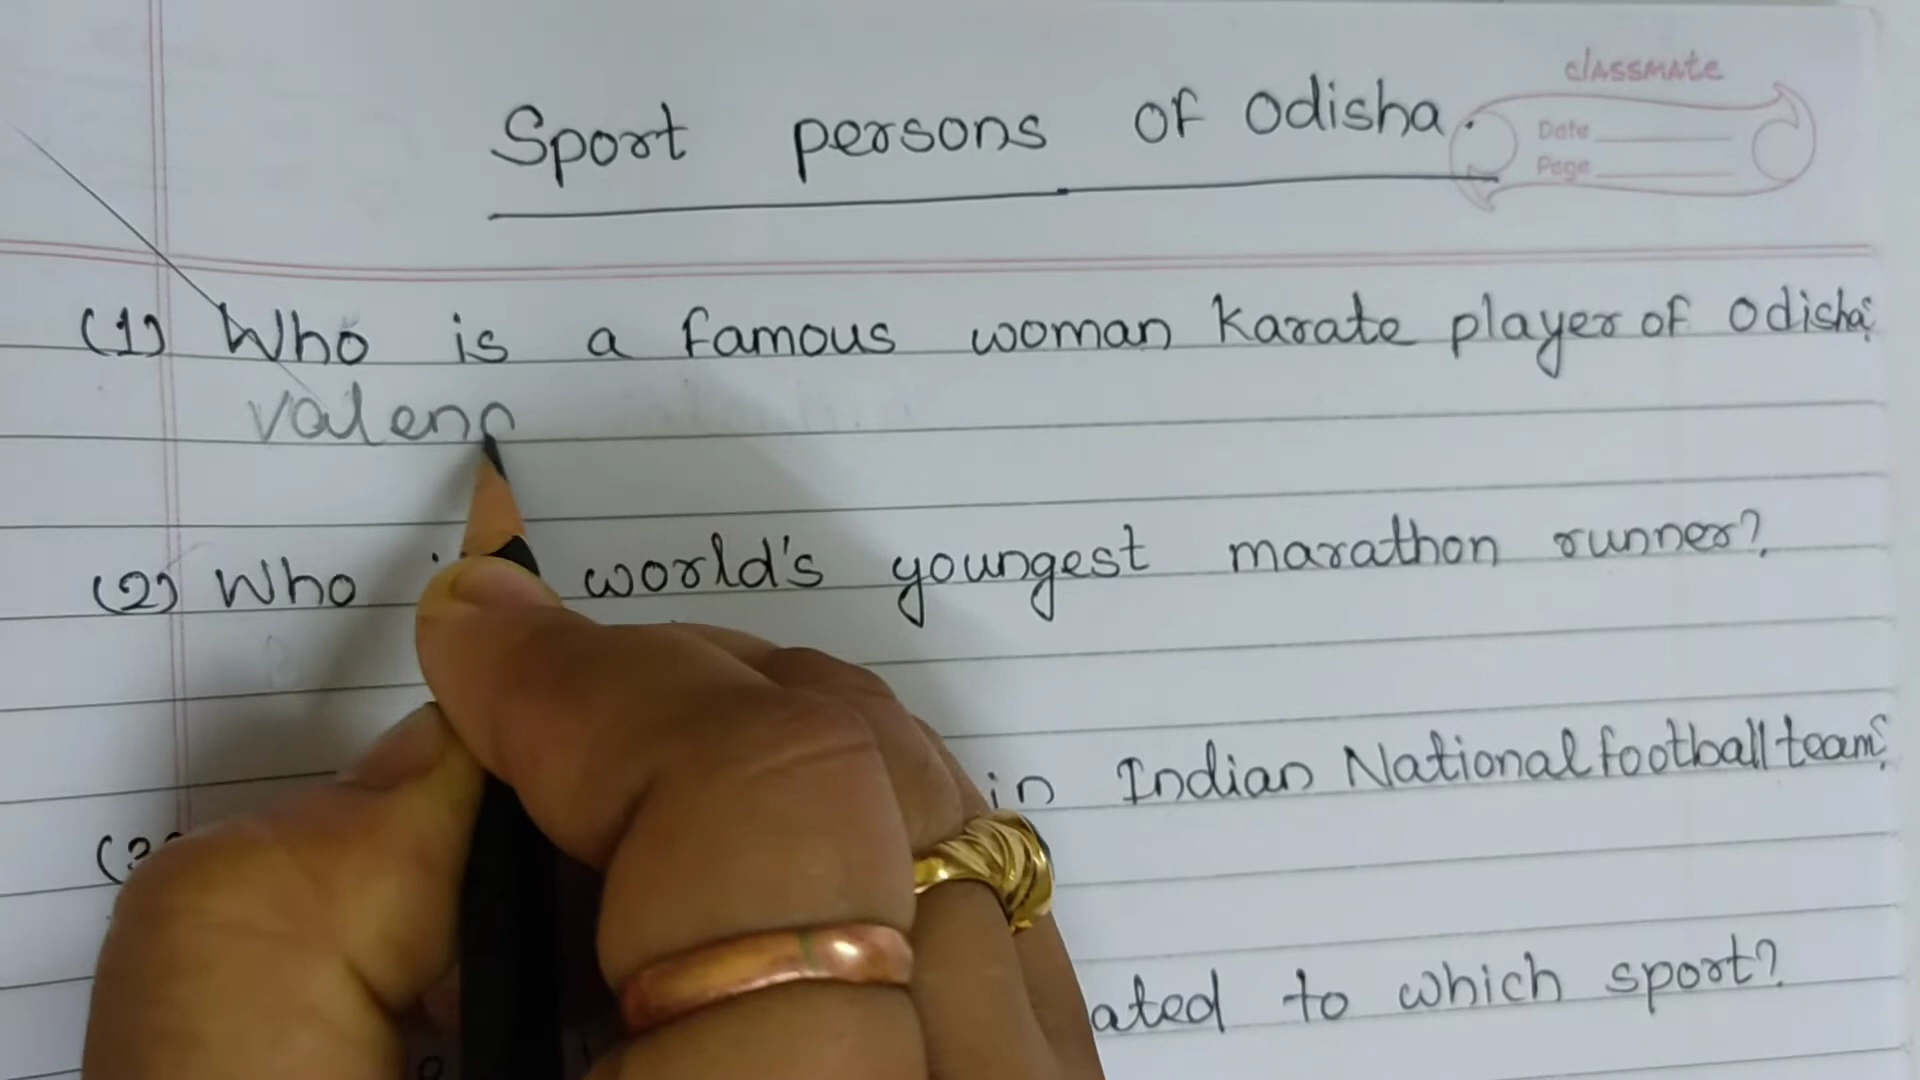 classmate
Date
Page
Sport persons of Odisha.
(1) Who is a famous woman karate player of Odisha?
valena
(2) Who world's youngest marathon runner?
(3 in Indian National football team?
to which sport?